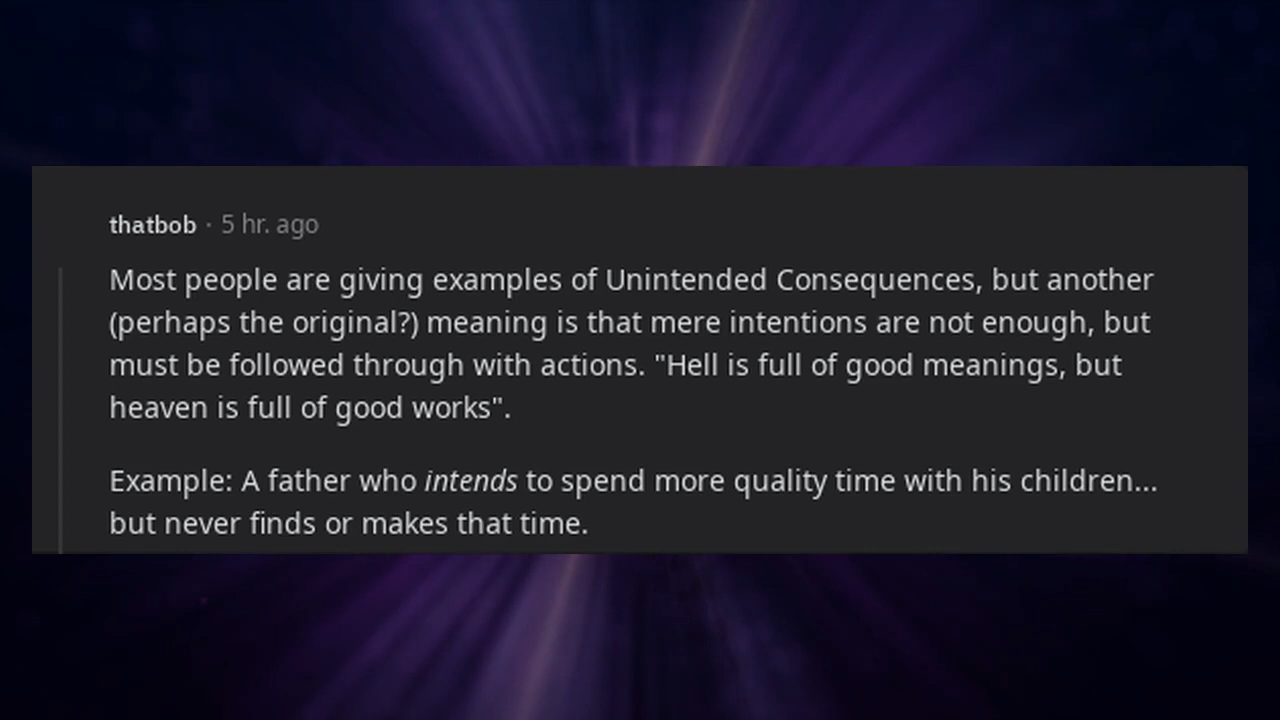 thatbob · 5 hr. ago
Most people are giving examples of Unintended Consequences, but another
(perhaps the original?) meaning is that mere intentions are not enough, but
must be followed through with actions. "Hell is full of good meanings, but
heaven is full of good works".
Example: A father who intends to spend more quality time with his children...
but never finds or makes that time.